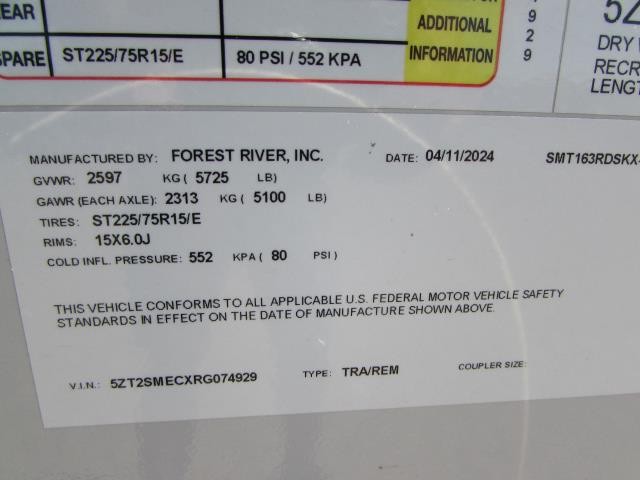 EAR
SPARE ST225/75R15/E 80 PSI / 552 KPA
ADDITIONAL
INFORMATION
9
2
9
5Z
DRY
RECR
LENGT
MANUFACTURED BY: FOREST RIVER, INC. DATE: 04/11/2024 SMT163RDSKX-
GVWR: 2597 KG ( 5725 LB)
GAWR (EACH AXLE): 2313 KG ( 5100 LB)
TIRES: ST225/75R15/E
RIMS: 15X6.0J
COLD INFL. PRESSURE: 552 KPA ( 80 PSI )
THIS VEHICLE CONFORMS TO ALL APPLICABLE U.S. FEDERAL MOTOR VEHICLE SAFETY
STANDARDS IN EFFECT ON THE DATE OF MANUFACTURE SHOWN ABOVE.
V.I.N.: 5ZT2SMECXRG074929 TYPE: TRA/REM COUPLER SIZE: